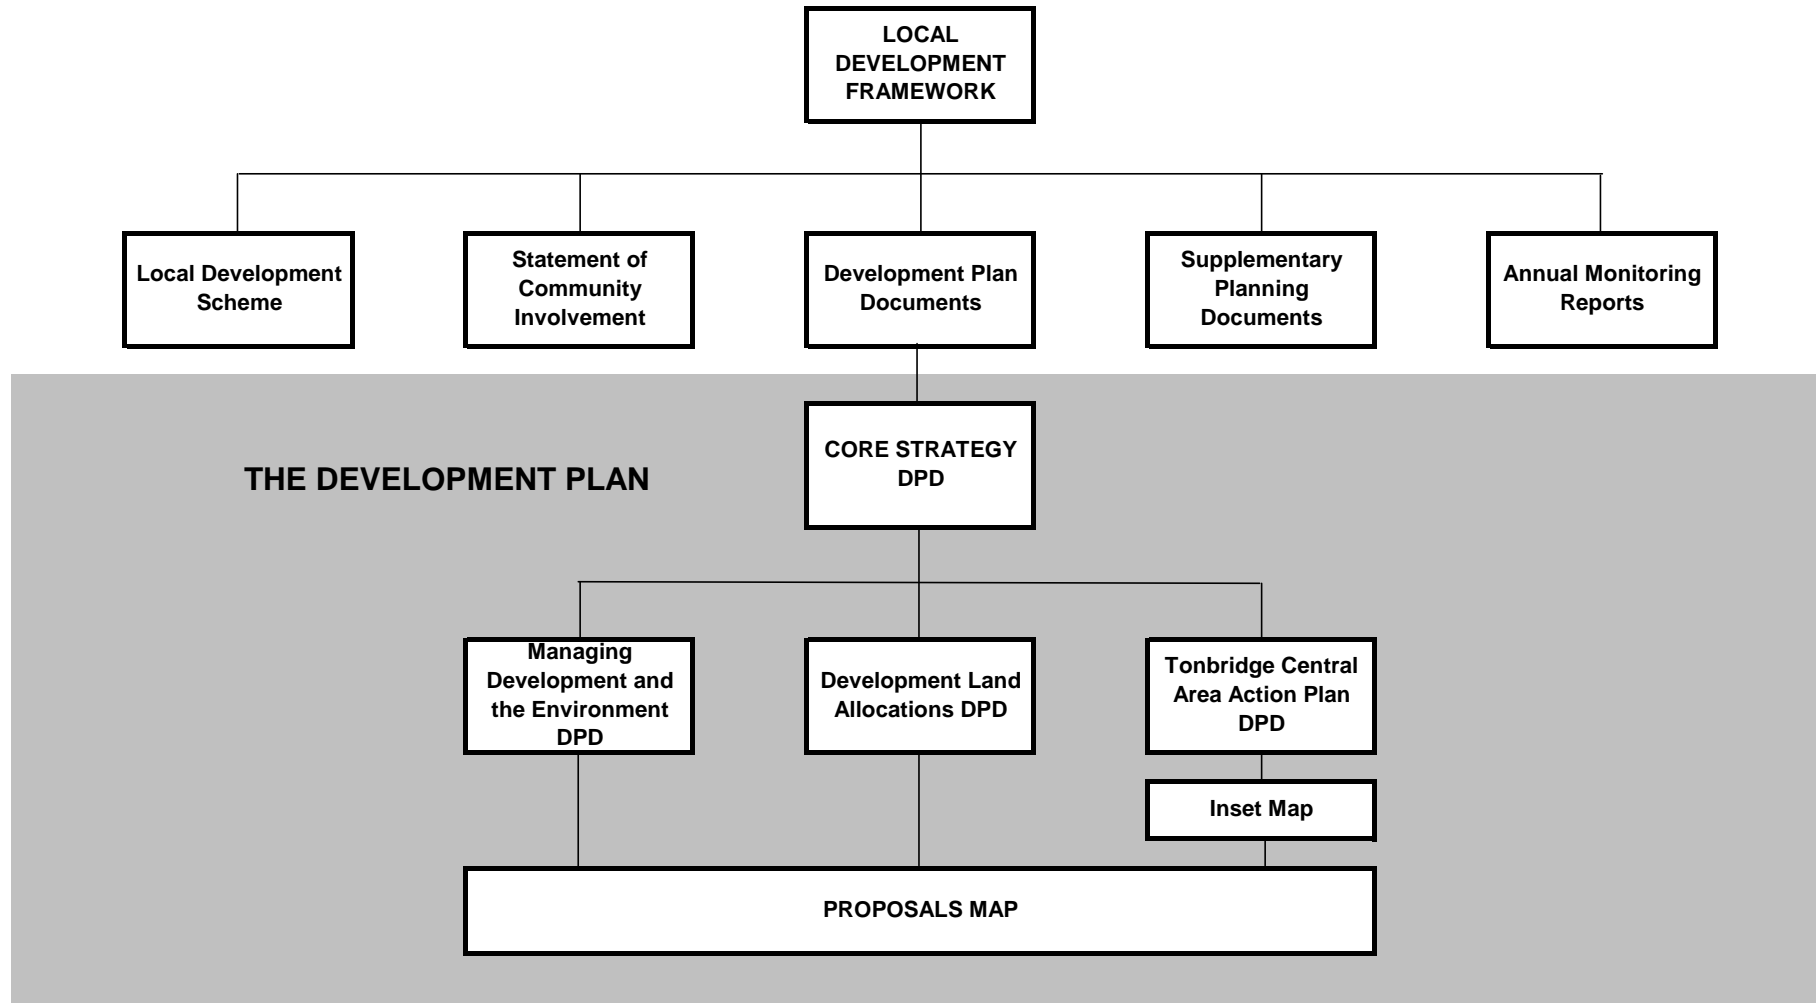 LOCAL
DEVELOPMENT
FRAMEWORK
Local Development
Scheme
Statement of
Community
Involvement
Development Plan
Documents
Supplementary
Planning
Documents
Annual Monitoring
Reports
THE DEVELOPMENT PLAN
CORE STRATEGY
DPD
Managing
Development and
the Environment
DPD
Development Land
Allocations DPD
Tonbridge Central
Area Action Plan
DPD
Inset Map
PROPOSALS MAP